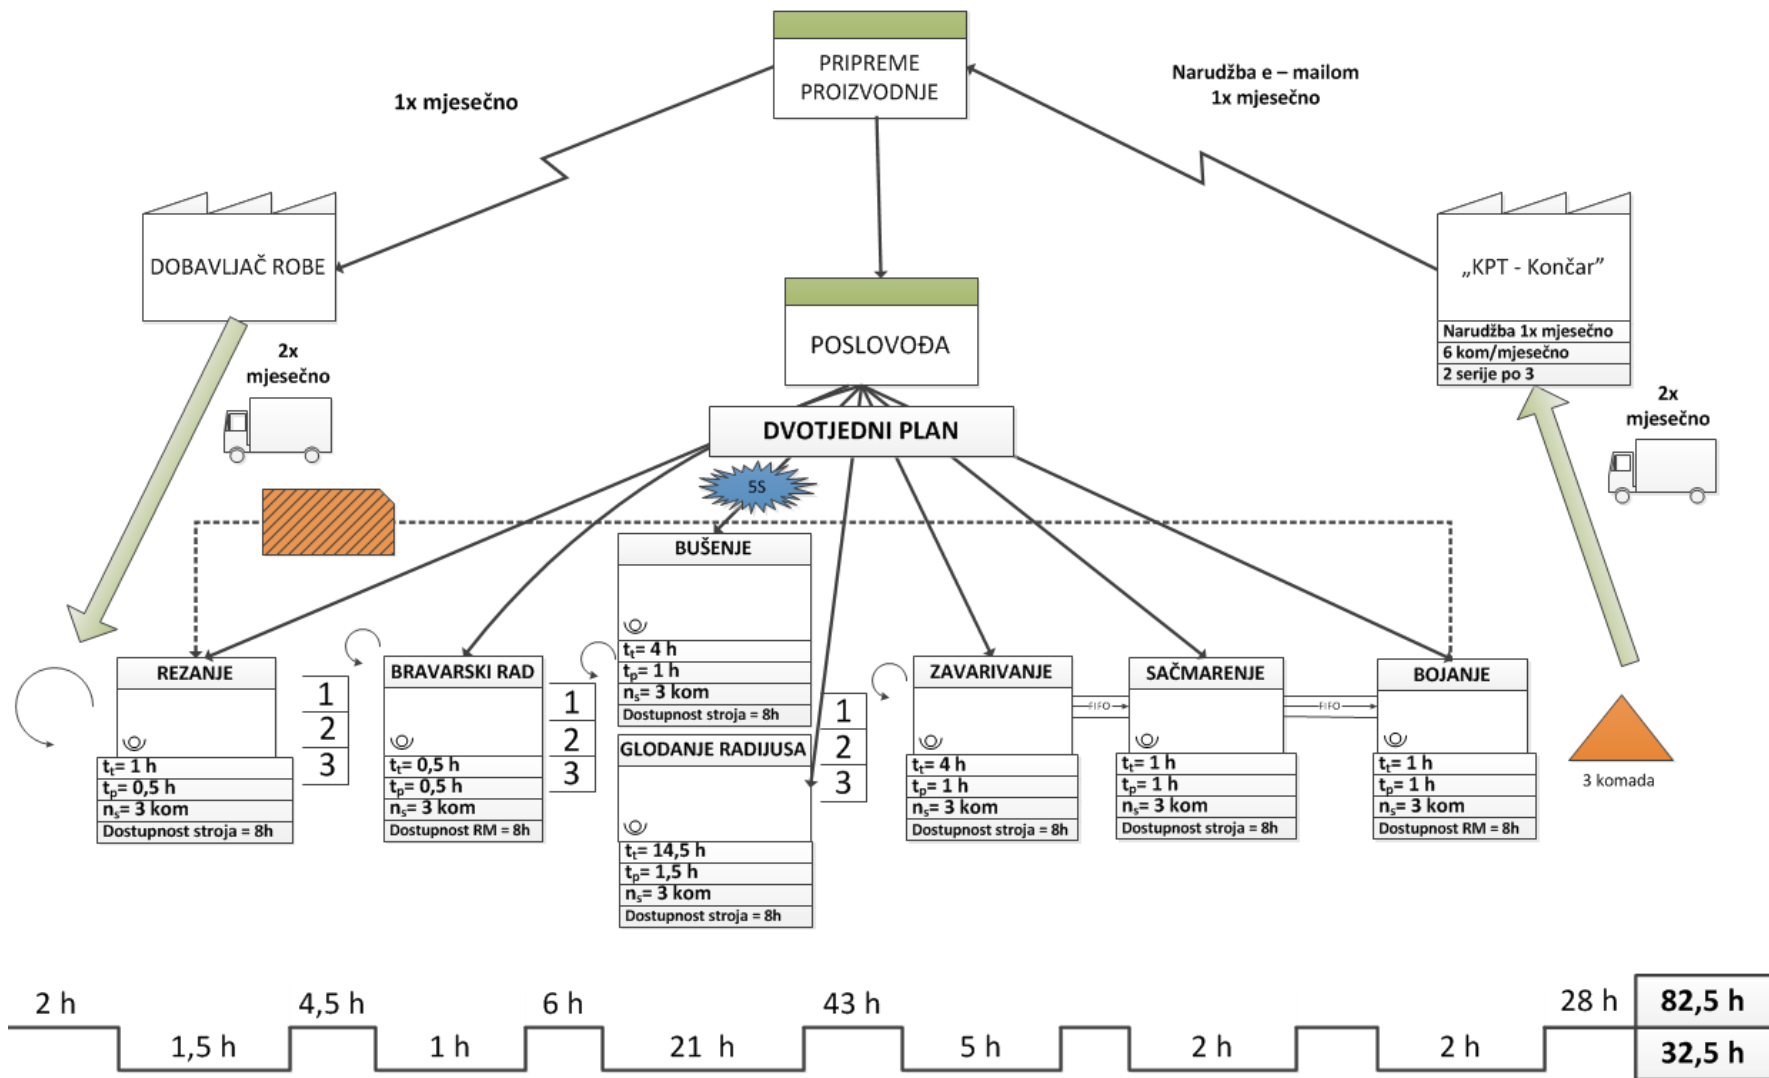 PRIPREME
PROIZVODNJE
1x mjesečno
Narudžba e – mailom
1x mjesečno
DOBAVLJAČ ROBE
„KPT - Končar”
Narudžba 1x mjesečno
6 kom/mjesečno
2 serije po 3
POSLOVOĐA
2x
mjesečno
2x
mjesečno
DVOTJEDNI PLAN
5S
BUŠENJE
tt= 4 h
tp= 1 h
ns= 3 kom
Dostupnost stroja = 8h
REZANJE
tt= 1 h
tp= 0,5 h
ns= 3 kom
Dostupnost stroja = 8h
1
2
3
BRAVARSKI RAD
tt= 0,5 h
tp= 0,5 h
ns= 3 kom
Dostupnost RM = 8h
1
2
3
GLODANJE RADIJUSA
tt= 14,5 h
tp= 1,5 h
ns= 3 kom
Dostupnost stroja = 8h
1
2
3
ZAVARIVANJE
tt= 4 h
tp= 1 h
ns= 3 kom
Dostupnost stroja = 8h
FIFO
SAČMARENJE
tt= 1 h
tp= 1 h
ns= 3 kom
Dostupnost stroja = 8h
FIFO
BOJANJE
tt= 1 h
tp= 1 h
ns= 3 kom
Dostupnost RM = 8h
3 komada
2 h
4,5 h
6 h
43 h
28 h
82,5 h
1,5 h
1 h
21 h
5 h
2 h
2 h
32,5 h